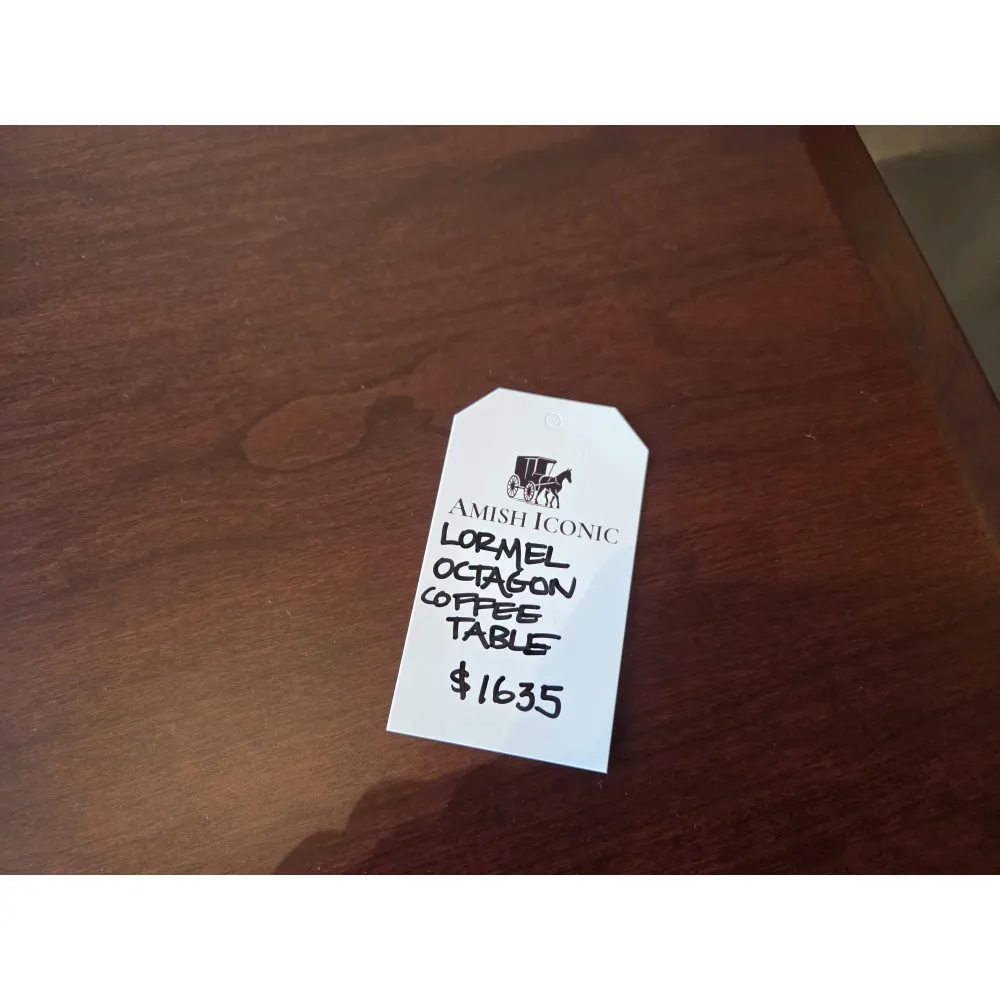 AMISH ICONIC
LORMEL
OCTAGON
COFFEE
TABLE
$1635